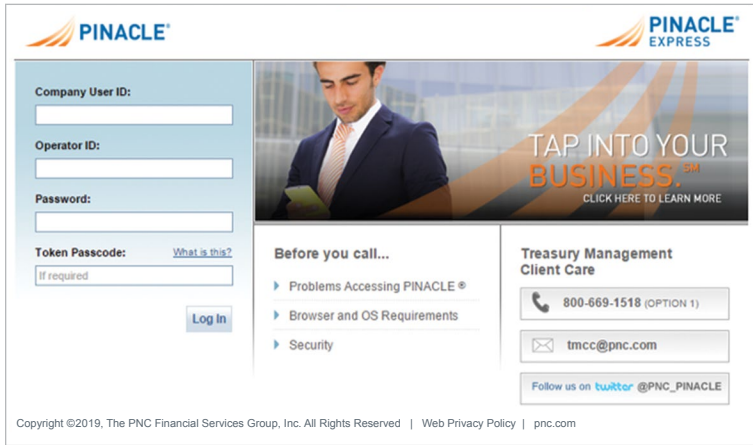 PINACLE®
PINACLE®
EXPRESS
Company User ID:
Operator ID:
Password:
Token Passcode: What is this?
If required
Log In
TAP INTO YOUR
BUSINESS.℠
CLICK HERE TO LEARN MORE
Before you call...
Problems Accessing PINACLE ®
Browser and OS Requirements
Security
Treasury Management
Client Care
800-669-1518 (OPTION 1)
tmcc@pnc.com
Follow us on twitter @PNC_PINACLE
Copyright ©2019, The PNC Financial Services Group, Inc. All Rights Reserved | Web Privacy Policy | pnc.com